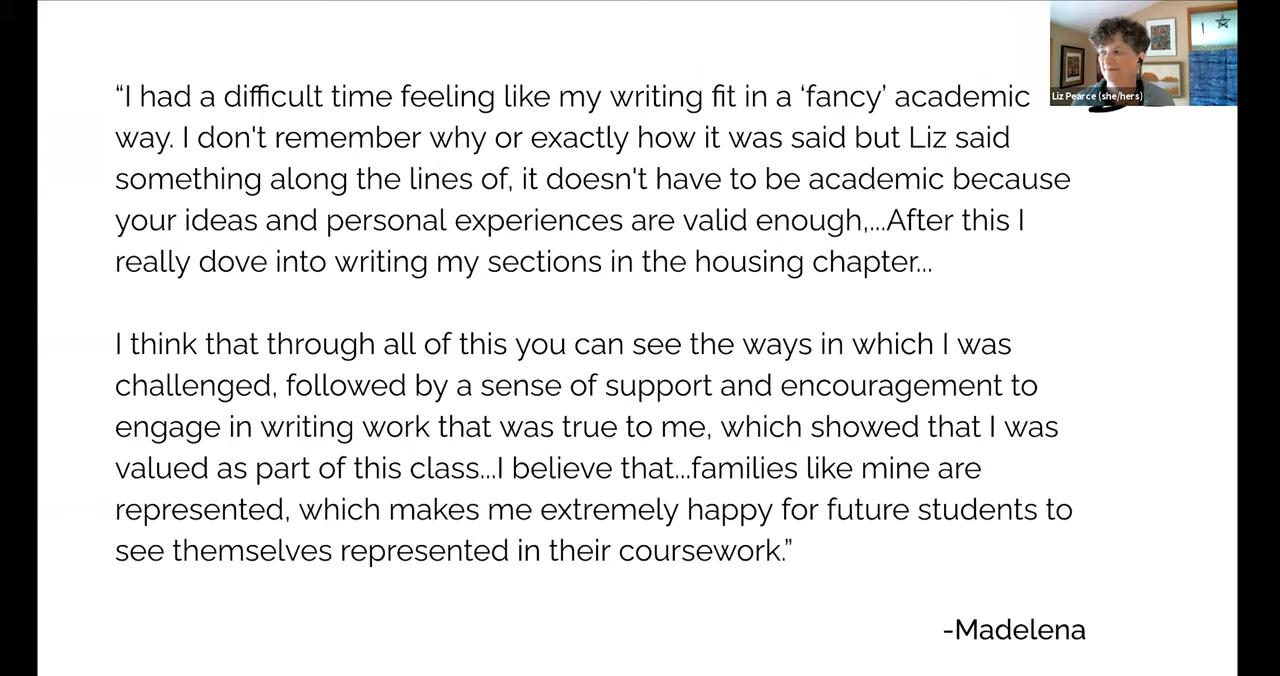 “I had a difficult time feeling like my writing fit in a ‘fancy’ academic
way. I don't remember why or exactly how it was said but Liz said
something along the lines of, it doesn't have to be academic because
your ideas and personal experiences are valid enough,...After this I
really dove into writing my sections in the housing chapter...
I think that through all of this you can see the ways in which I was
challenged, followed by a sense of support and encouragement to
engage in writing work that was true to me, which showed that I was
valued as part of this class...I believe that...families like mine are
represented, which makes me extremely happy for future students to
see themselves represented in their coursework.”
-Madelena
Liz Pearce (she/hers)